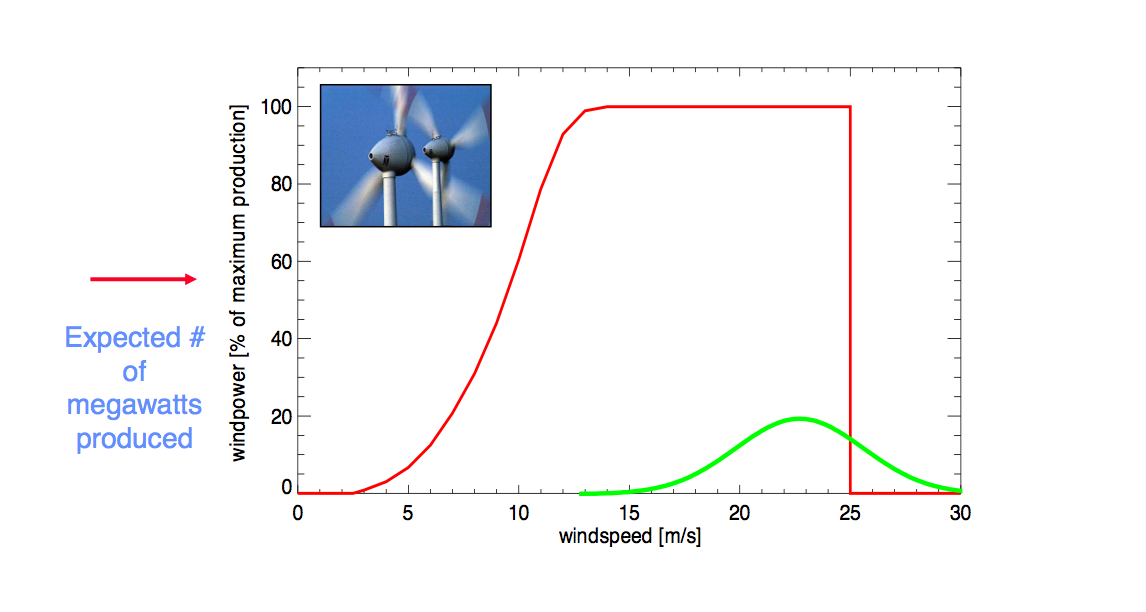 Expected #
of
megawatts
produced
windpower [% of maximum production]
100
80
60
40
20
0
0 5 10 15 20 25 30
windspeed [m/s]